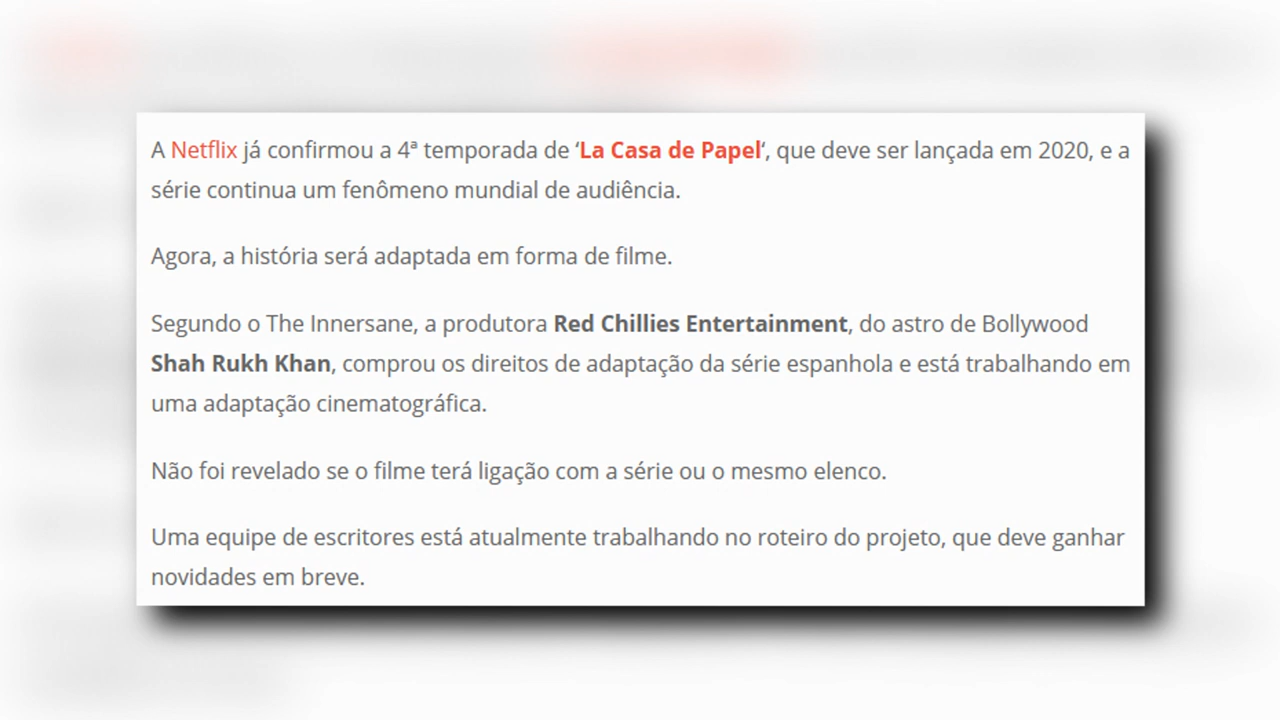 A Netflix já confirmou a 4ª temporada de ‘La Casa de Papel‘, que deve ser lançada em 2020, e a
série continua um fenômeno mundial de audiência.
Agora, a história será adaptada em forma de filme.
Segundo o The Innersane, a produtora Red Chillies Entertainment, do astro de Bollywood
Shah Rukh Khan, comprou os direitos de adaptação da série espanhola e está trabalhando em
uma adaptação cinematográfica.
Não foi revelado se o filme terá ligação com a série ou o mesmo elenco.
Uma equipe de escritores está atualmente trabalhando no roteiro do projeto, que deve ganhar
novidades em breve.